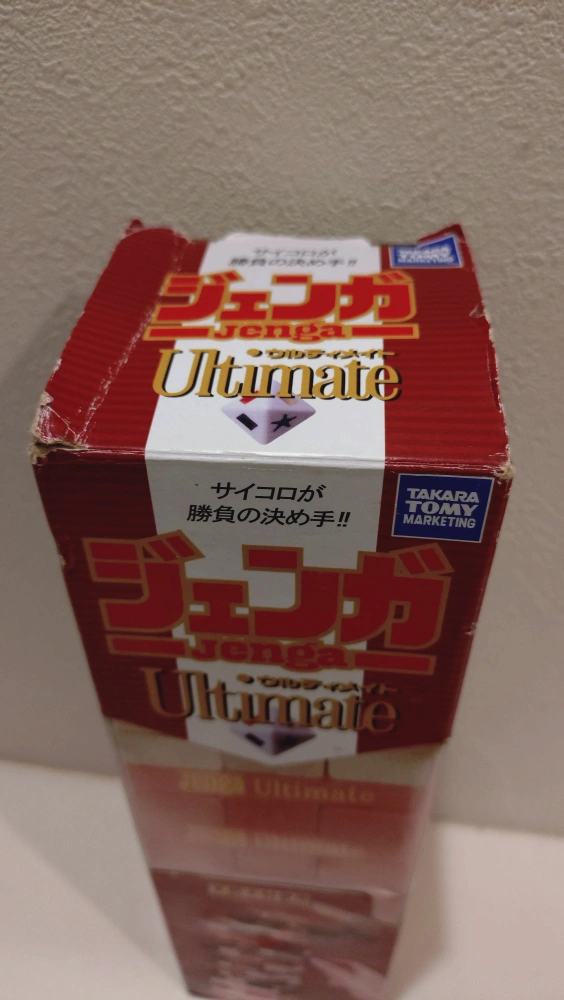 サイコロが
勝負の決め手!!
TAKARA
TOMY
MARKETING
ジェンガ
Jenga
ウルティメイト
Ultimate
サイコロが
勝負の決め手!!
TAKARA
TOMY
MARKETING
ジェンガ
Jenga
ウルティメイト
Ultimate
JENGA Ultimate